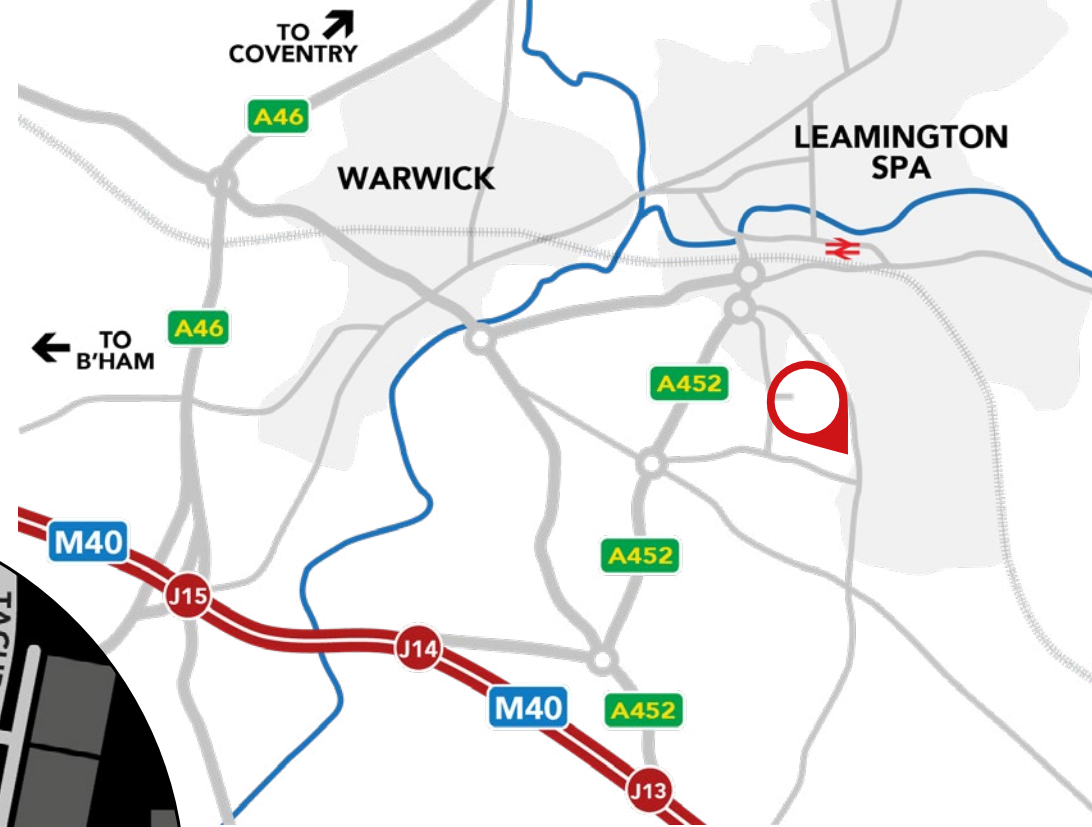 TO
COVENTRY
A46
LEAMINGTON
SPA
WARWICK
A46
TO
B'HAM
A452
M40
A452
J15
J14
M40
A452
J13